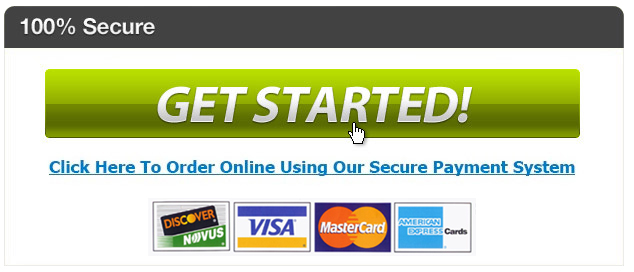 100% Secure
GET STARTED!
Click Here To Order Online Using Our Secure Payment System
DISCOVER NOVUS
VISA
MasterCard
AMERICAN EXPRESS Cards